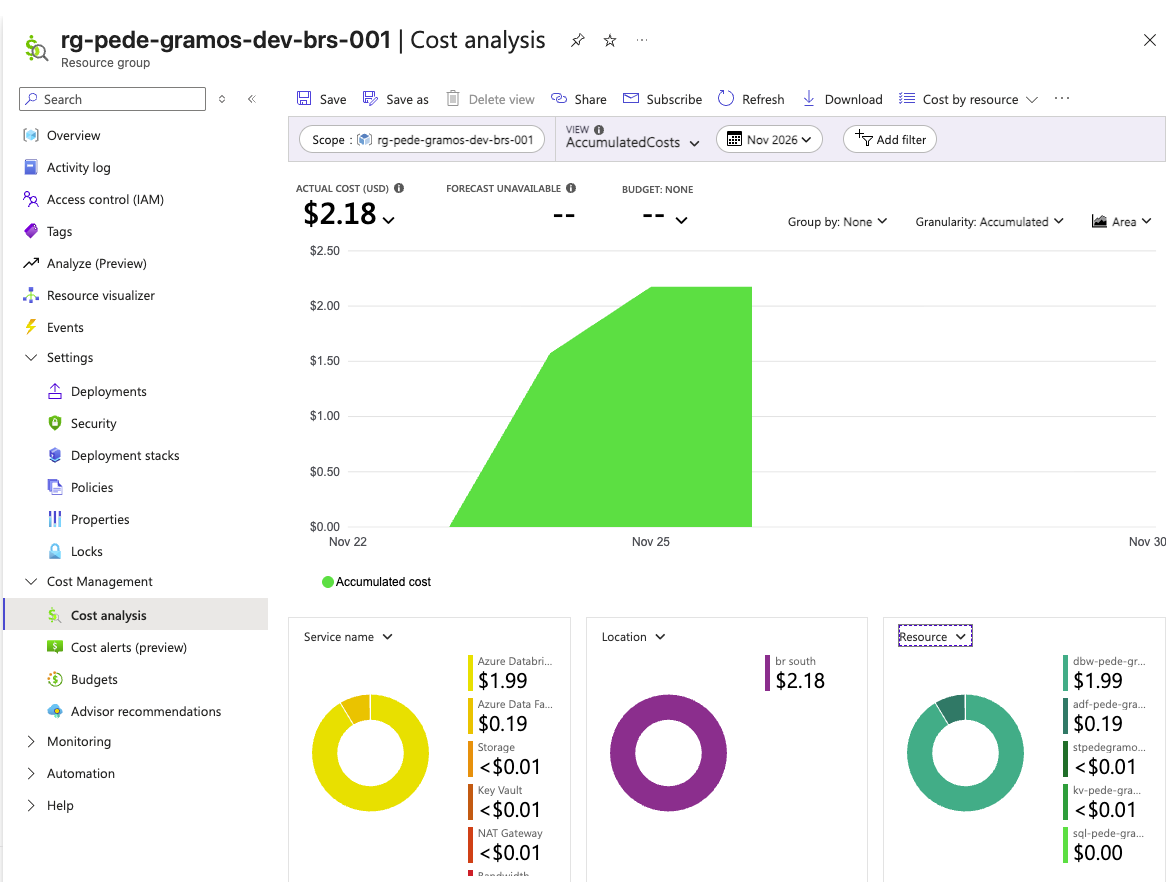 rg-pede-gramos-dev-brs-001 | Cost analysis
Resource group
Search
Overview
Activity log
Access control (IAM)
Tags
Analyze (Preview)
Resource visualizer
Events
Settings
Deployments
Security
Deployment stacks
Policies
Properties
Locks
Cost Management
Cost analysis
Cost alerts (preview)
Budgets
Advisor recommendations
Monitoring
Automation
Help
Save Save as Delete view Share Subscribe Refresh Download Cost by resource
Scope : rg-pede-gramos-dev-brs-001
VIEW
AccumulatedCosts
Nov 2026
Add filter
ACTUAL COST (USD)
$2.18
FORECAST UNAVAILABLE
--
BUDGET: NONE
--
Group by: None
Granularity: Accumulated
Area
$2.50
$2.00
$1.50
$1.00
$0.50
$0.00
Nov 22 Nov 25 Nov 30
Accumulated cost
Service name
Azure Databri...
$1.99
Azure Data Fa...
$0.19
Storage
<$0.01
Key Vault
<$0.01
NAT Gateway
<$0.01
Bandwidth
Location
br south
$2.18
Resource
dbw-pede-gr...
$1.99
adf-pede-gra...
$0.19
stpedegramo...
<$0.01
kv-pede-gra...
<$0.01
sql-pede-gra...
$0.00